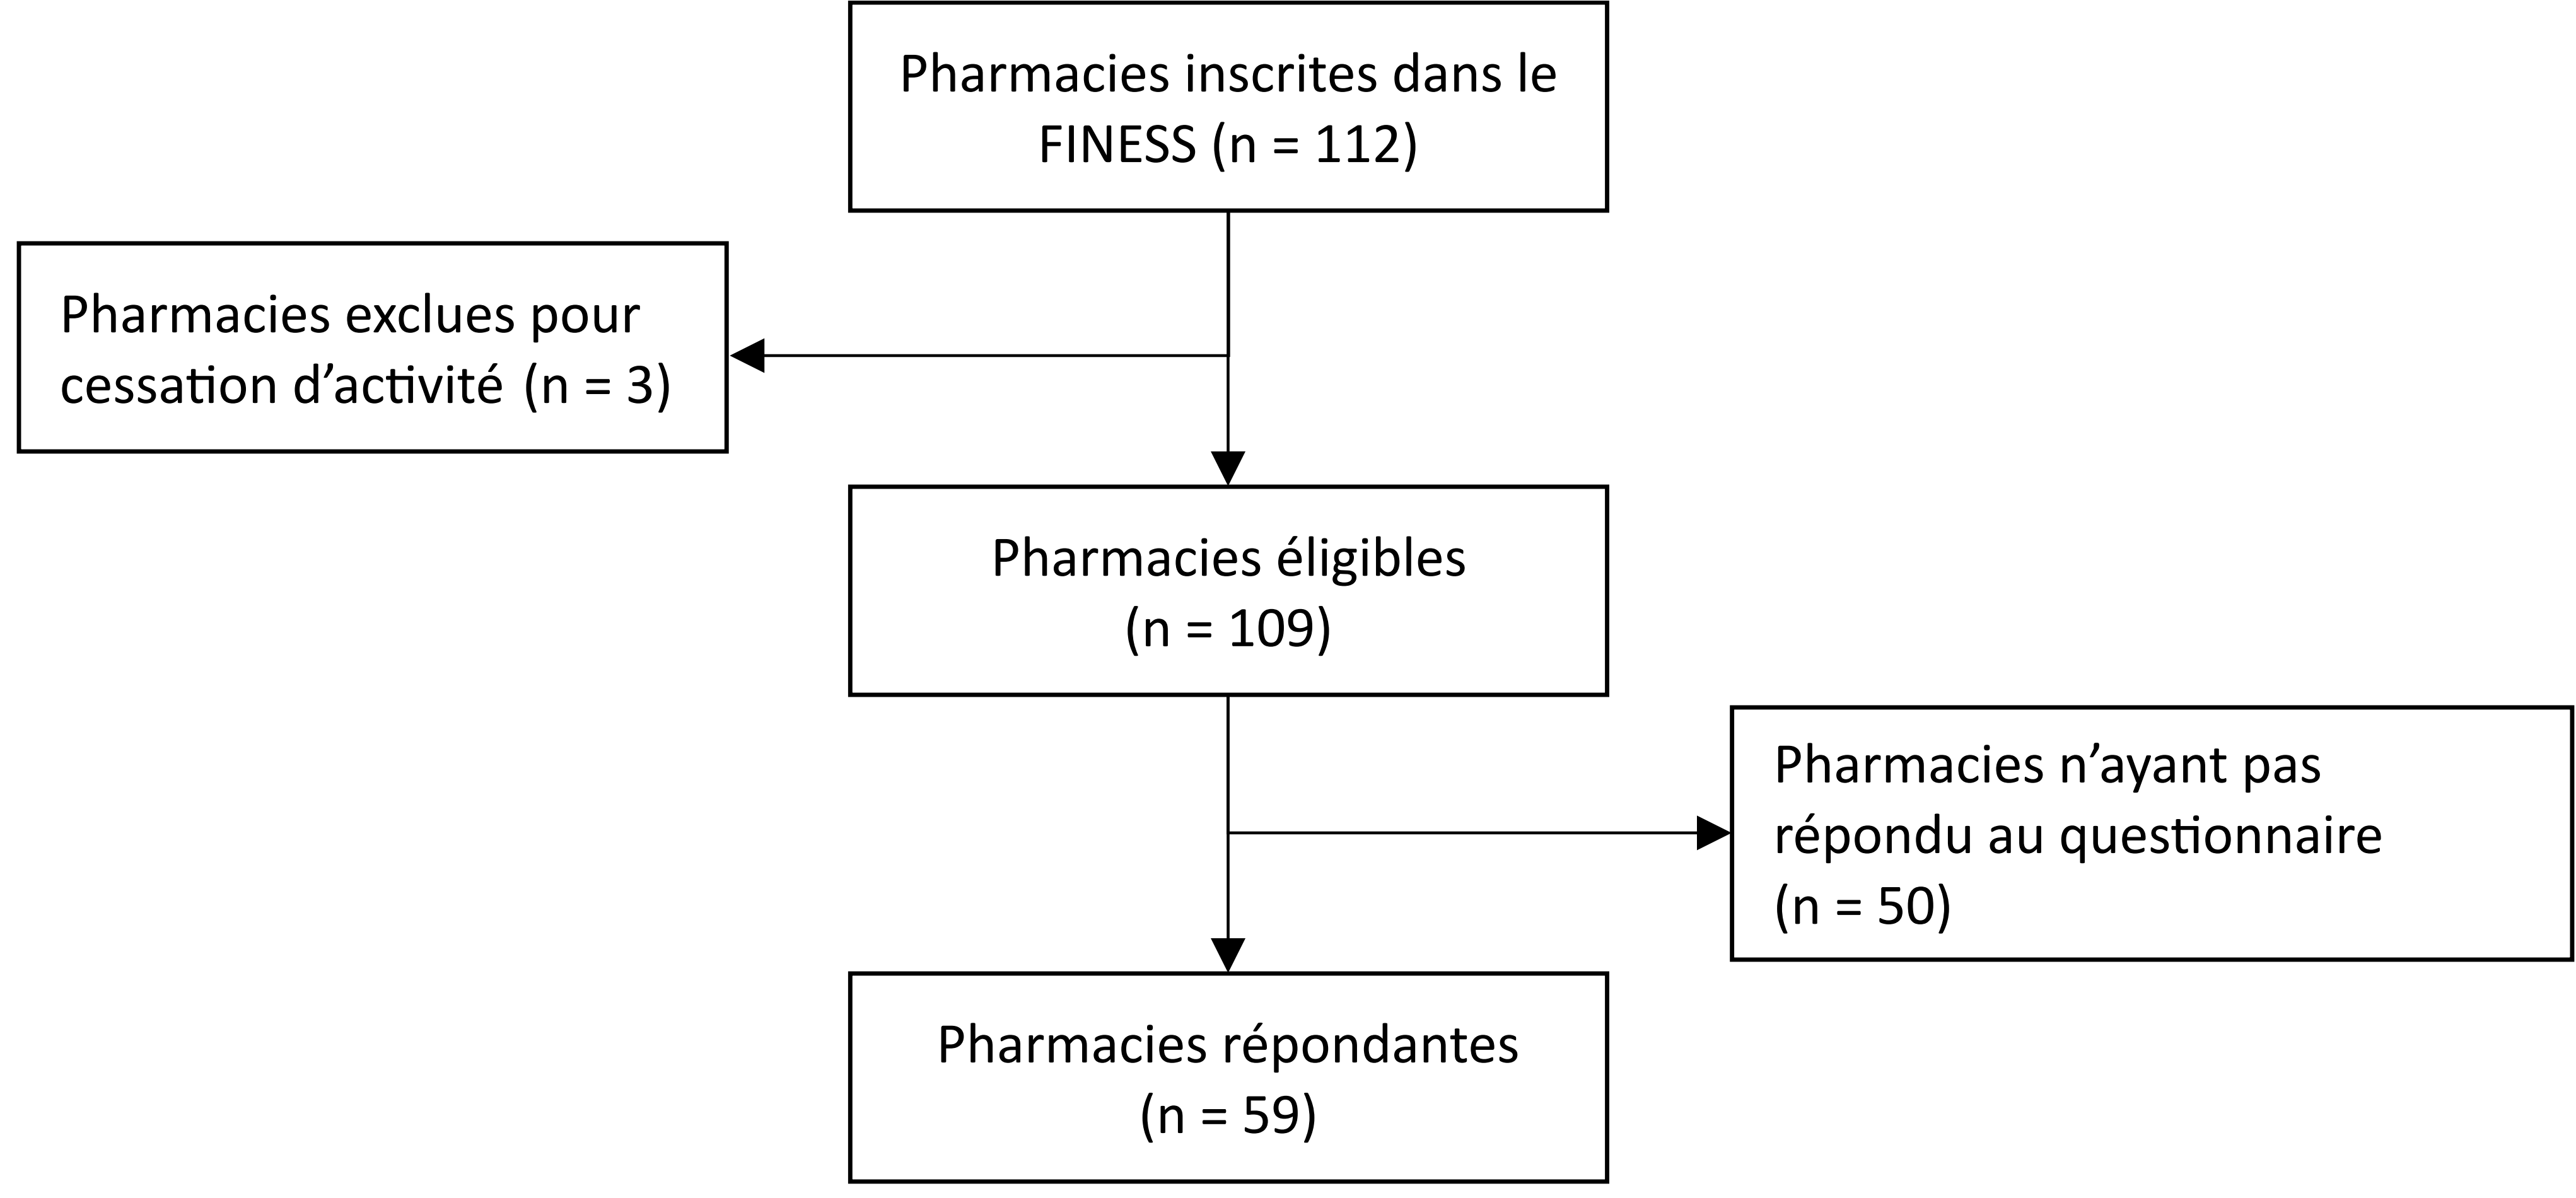 Pharmacies inscrites dans le
FINESS (n = 112)
Pharmacies exclues pour
cessation d’activité (n = 3)
Pharmacies éligibles
(n = 109)
Pharmacies n’ayant pas
répondu au questionnaire
(n = 50)
Pharmacies répondantes
(n = 59)